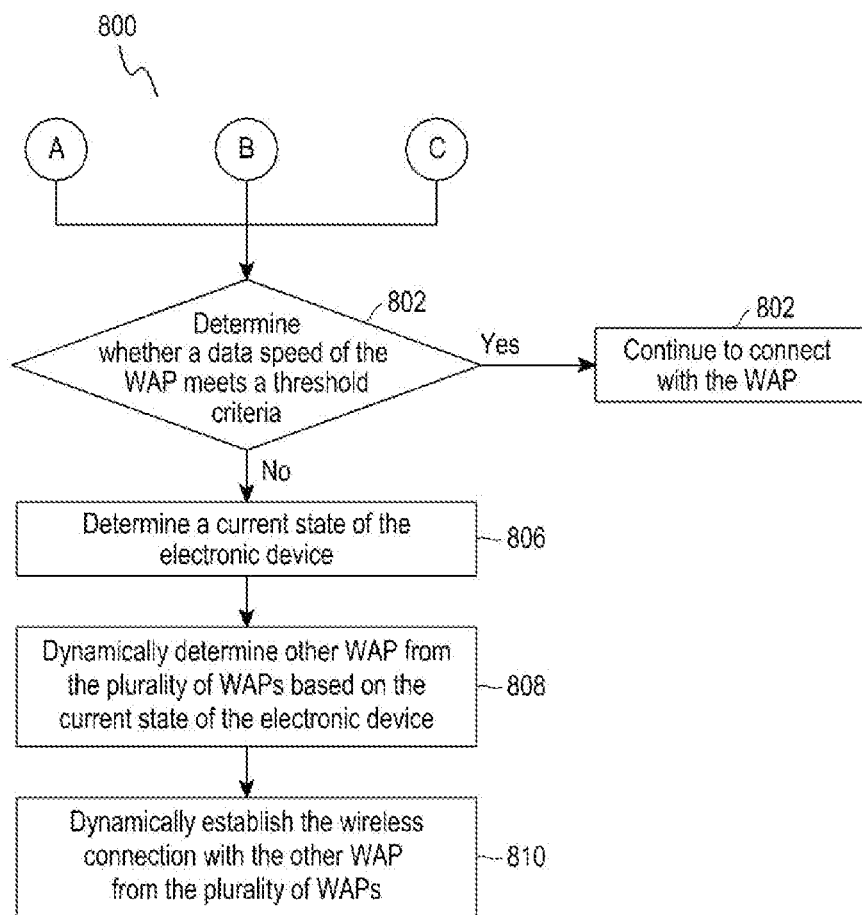 800
A
B
C
802
Determine
whether a data speed of the
WAP meets a threshold
criteria
Yes
802
Continue to connect
with the WAP
No
Determine a current state of the
electronic device
806
Dynamically determine other WAP from
the plurality of WAPs based on the
current state of the electronic device
808
Dynamically establish the wireless
connection with the other WAP
from the plurality of WAPs
810